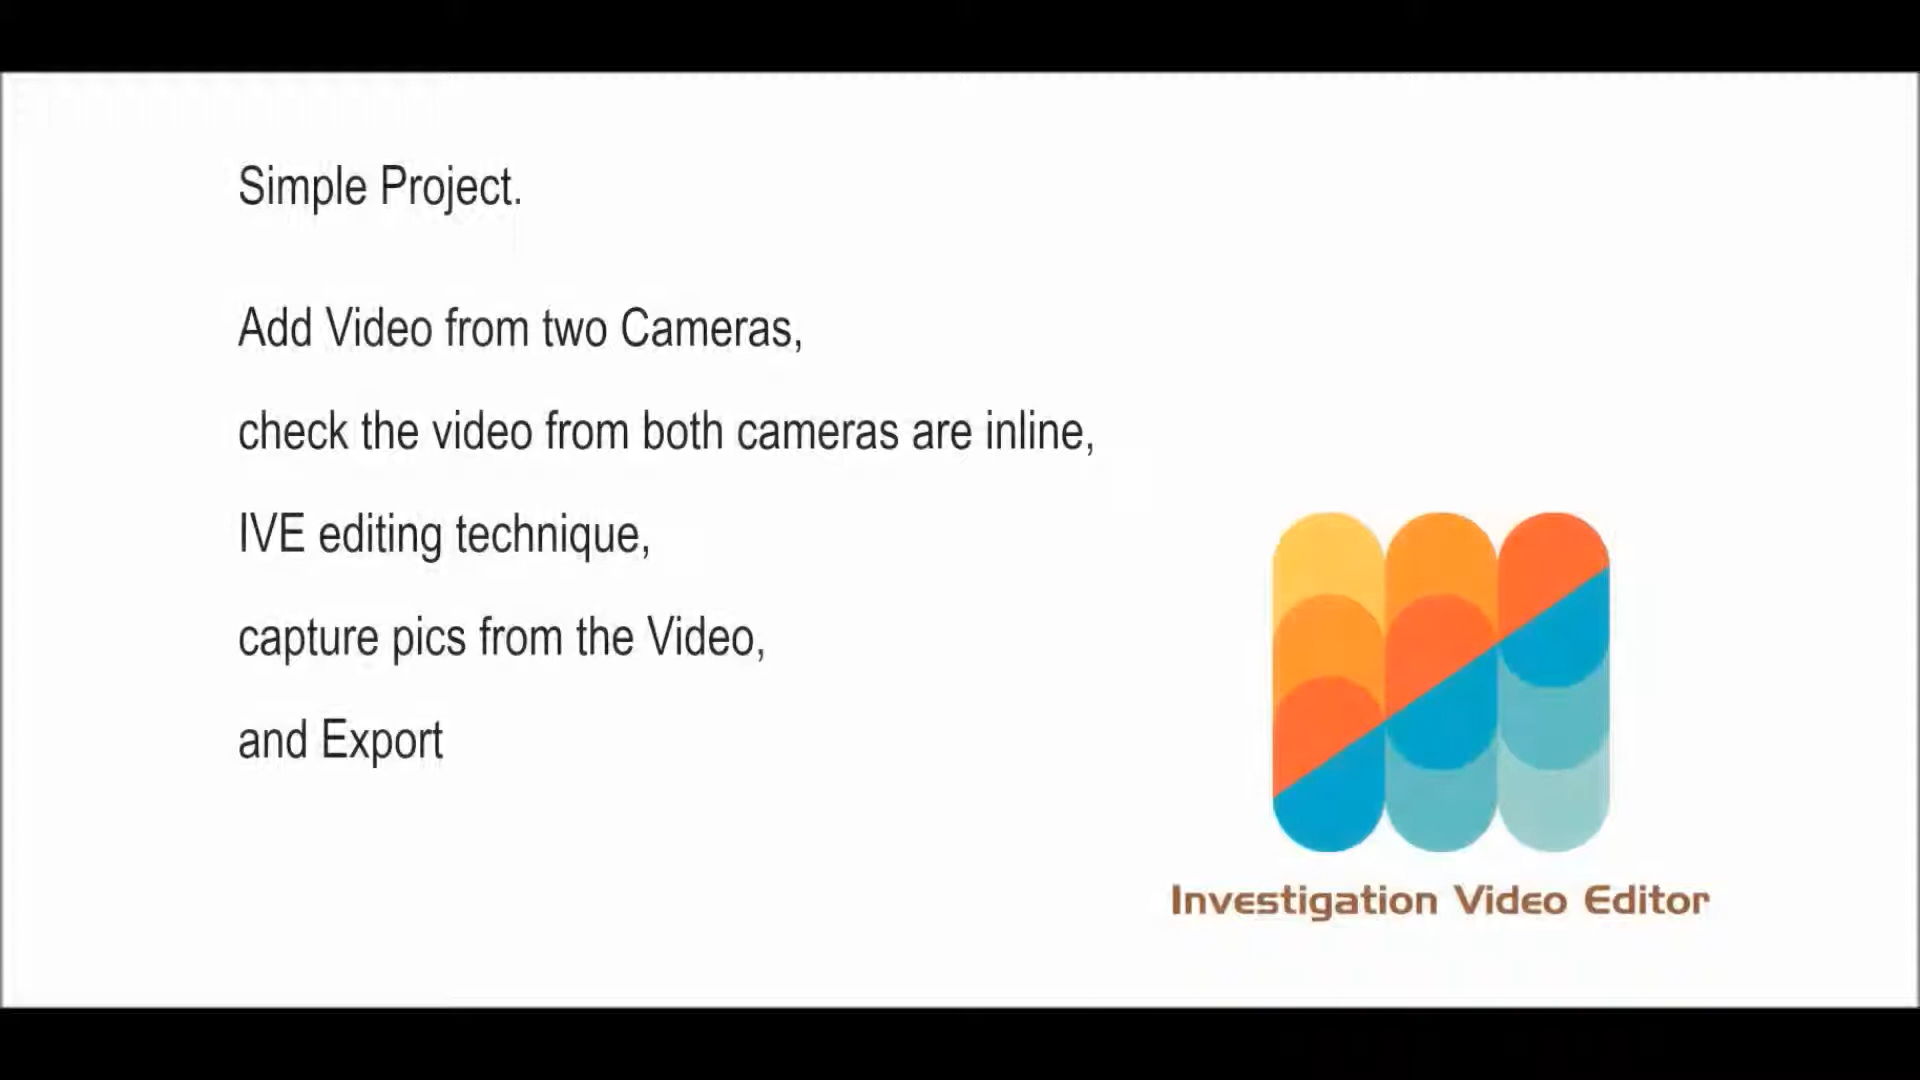 Simple Project.
Add Video from two Cameras,
check the video from both cameras are inline,
IVE editing technique,
capture pics from the Video,
and Export
Investigation Video Editor